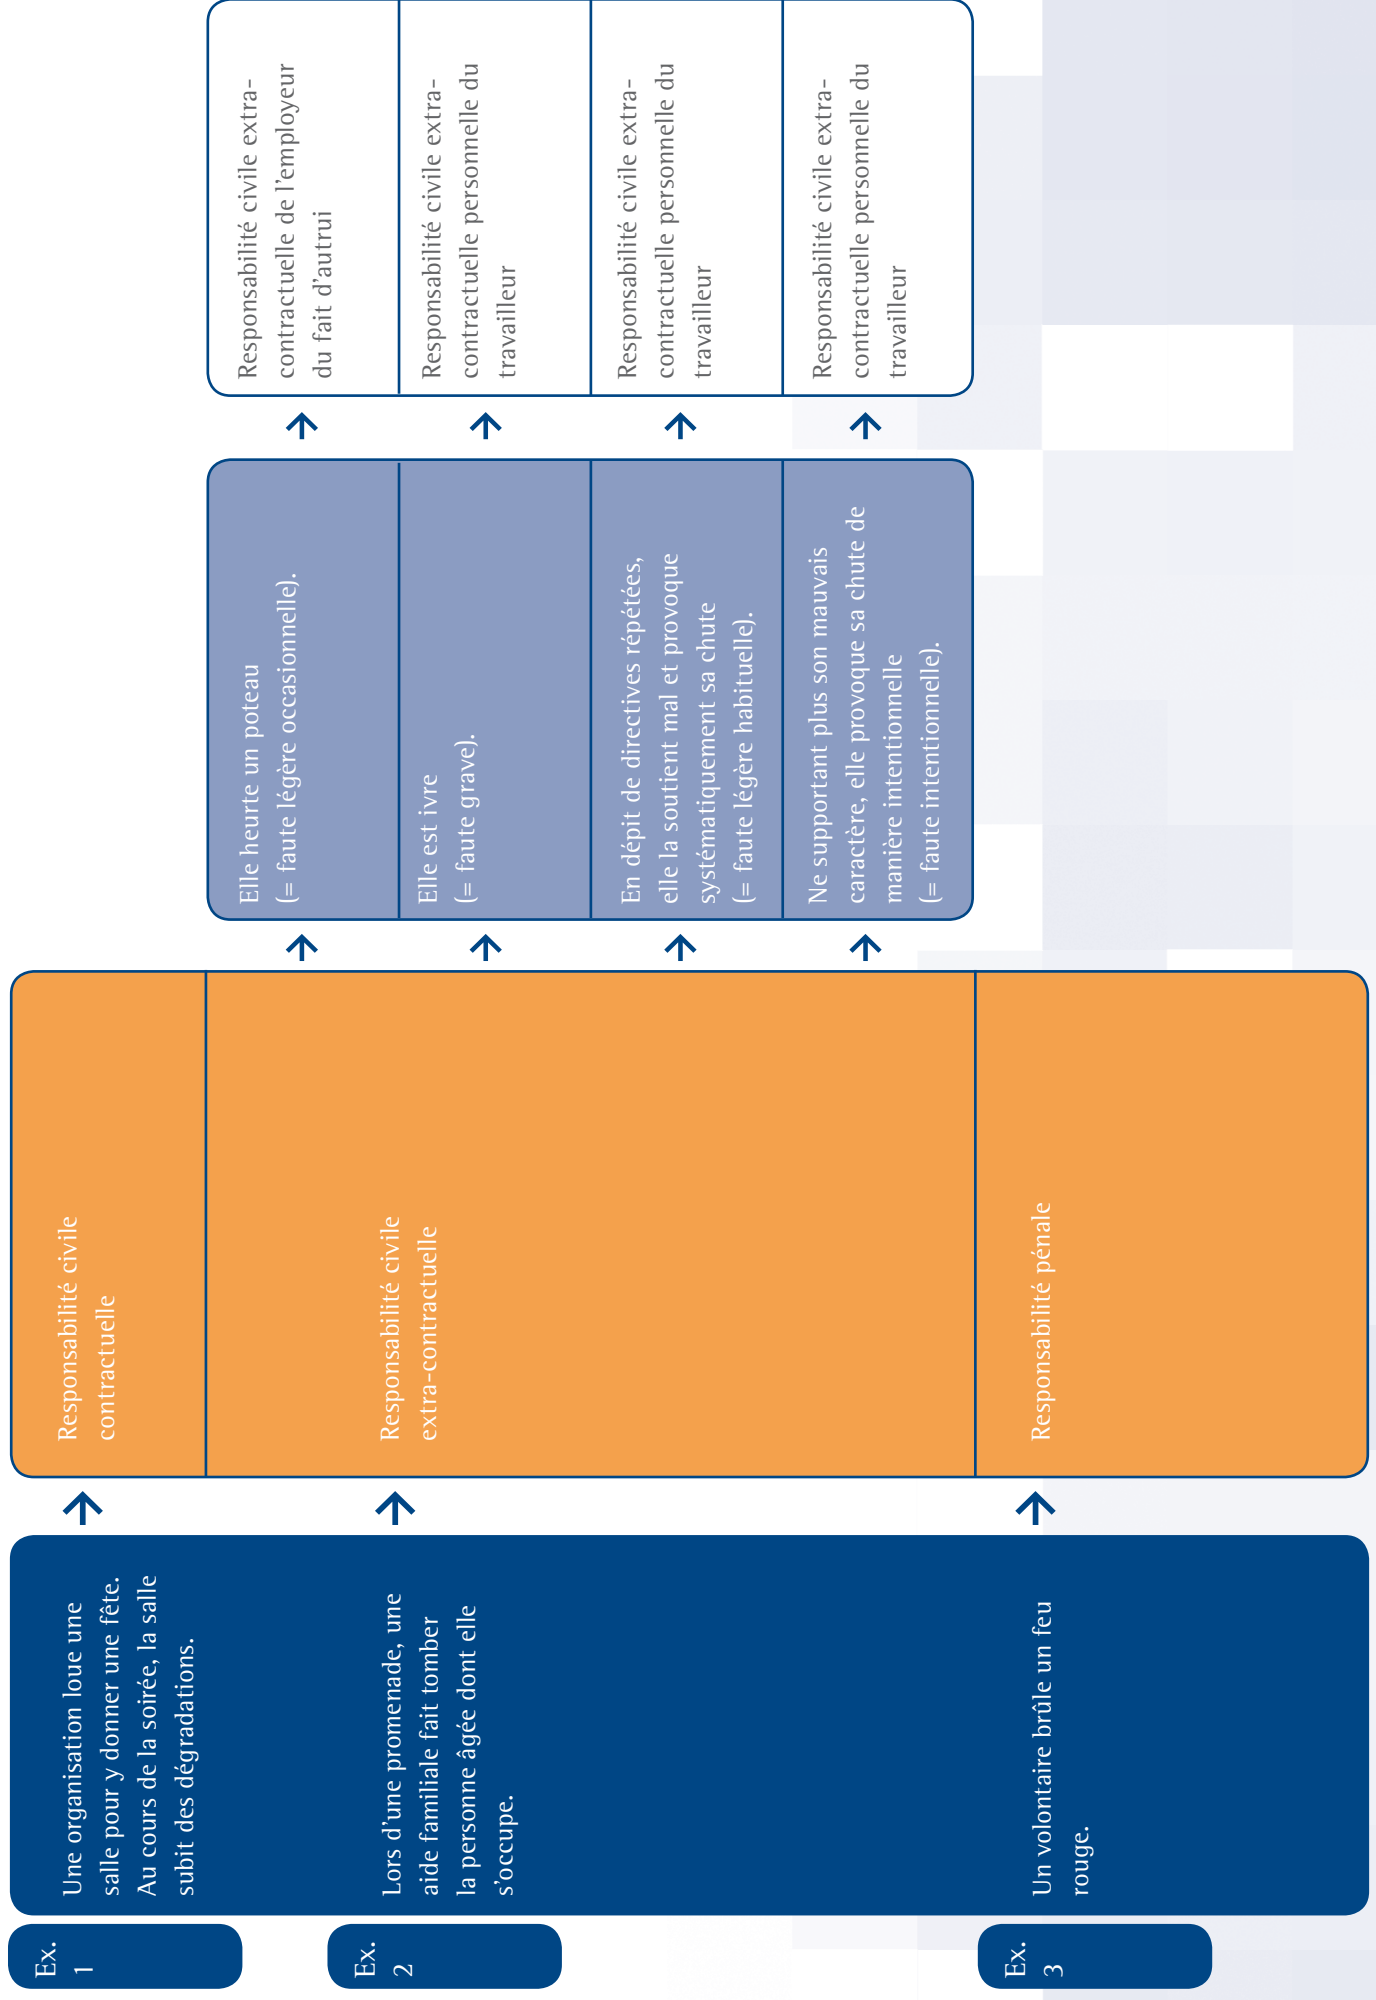 Ex.
1
Une organisation loue une
salle pour y donner une fête.
Au cours de la soirée, la salle
subit des dégradations.
Responsabilité civile
contractuelle
Ex.
2
Lors d’une promenade, une
aide familiale fait tomber
la personne âgée dont elle
s’occupe.
Responsabilité civile
extra-contractuelle
Elle heurte un poteau
(= faute légère occasionnelle).
Responsabilité civile extra-
contractuelle de l’employeur
du fait d’autrui
Elle est ivre
(= faute grave).
Responsabilité civile extra-
contractuelle personnelle du
travailleur
En dépit de directives répétées,
elle la soutient mal et provoque
systématiquement sa chute
(= faute légère habituelle).
Responsabilité civile extra-
contractuelle personnelle du
travailleur
Ne supportant plus son mauvais
caractère, elle provoque sa chute de
manière intentionnelle
(= faute intentionnelle).
Responsabilité civile extra-
contractuelle personnelle du
travailleur
Ex.
3
Un volontaire brûle un feu
rouge.
Responsabilité pénale